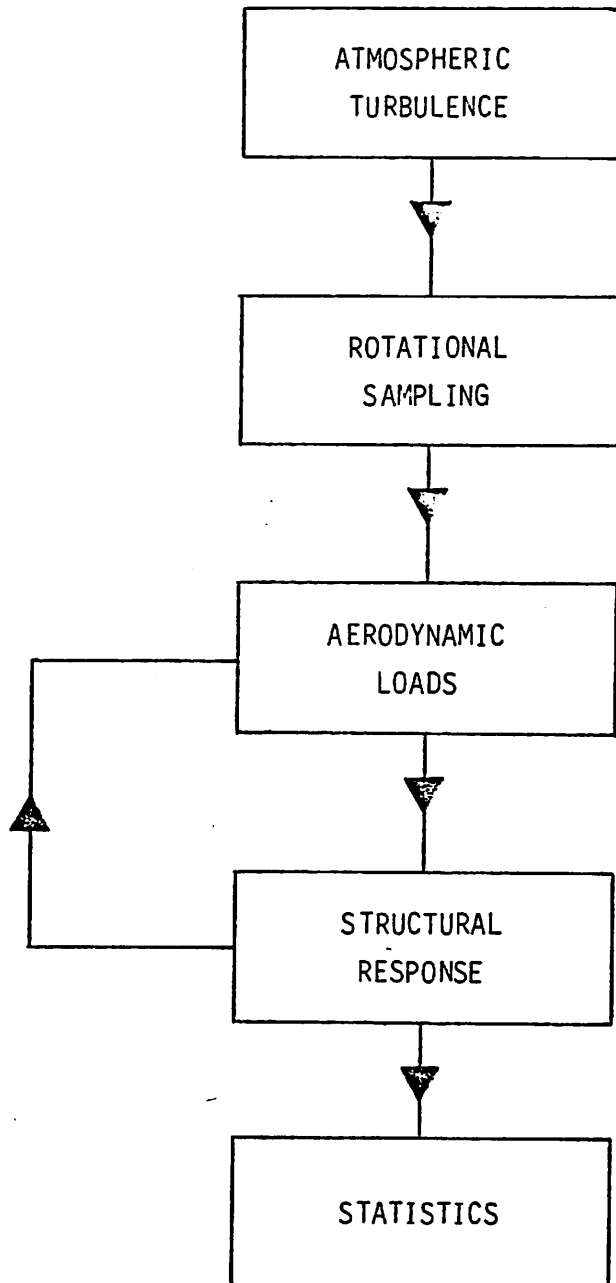 ATMOSPHERIC
TURBULENCE
ROTATIONAL
SAMPLING
AERODYNAMIC
LOADS
STRUCTURAL
RESPONSE
STATISTICS